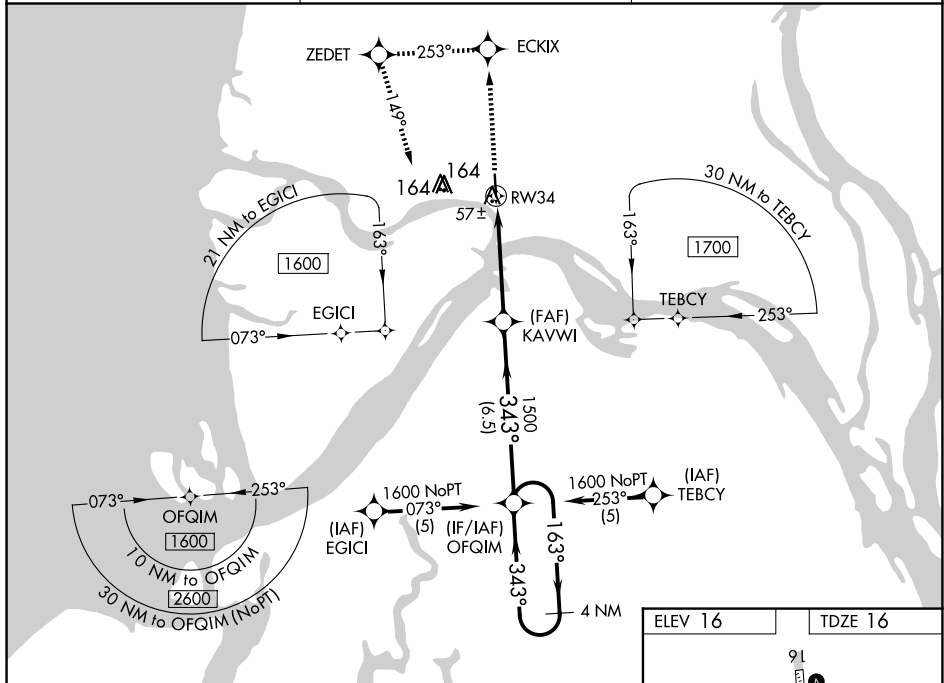 ZEDET
253°
ECKIX
149°
164
164
57 ±
RW34
21 NM to EGICI
163°
1600
EGICI
073°
30 NM to TEBCY
163°
1700
TEBCY
253°
(FAF)
KAVWI
1500
343°
(6.5)
073°
253°
OFQIM
1600
10 NM to OFQIM
2600
30 NM to OFQIM (NoPT)
1600 NoPT
073°
(5)
(IAF)
EGICI
(IF/IAF)
OFQIM
1600 NoPT
253°
(5)
(IAF)
TEBCY
163°
343°
4 NM
ELEV 16
TDZE 16
16
A